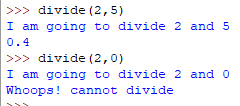 >>> divide(2,5)
I am going to divide 2 and 5
0.4
>>> divide(2,0)
I am going to divide 2 and 0
Whoops! cannot divide
>>>